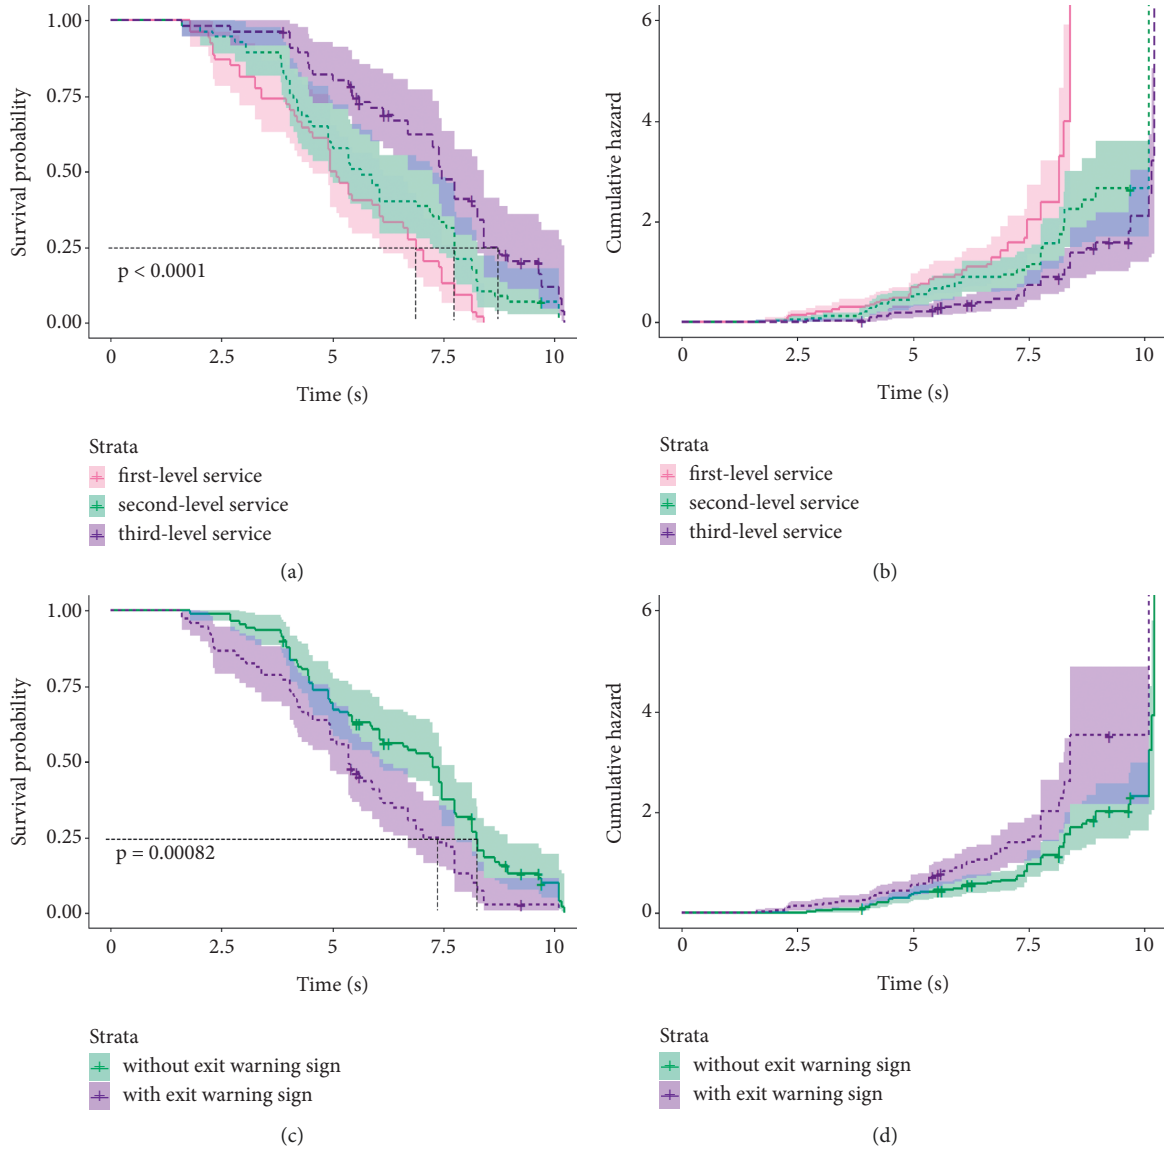 1.00
0.75
0.50
0.25
0.00
Survival probability
p < 0.0001
0
2.5
5
7.5
10
Time (s)
Strata
first-level service
second-level service
third-level service
(a)
6
4
2
0
Cumulative hazard
0
2.5
5
7.5
10
Time (s)
Strata
first-level service
second-level service
third-level service
(b)
1.00
0.75
0.50
0.25
0.00
Survival probability
p = 0.00082
0
2.5
5
7.5
10
Time (s)
Strata
without exit warning sign
with exit warning sign
(c)
6
4
2
0
Cumulative hazard
0
2.5
5
7.5
10
Time (s)
Strata
without exit warning sign
with exit warning sign
(d)